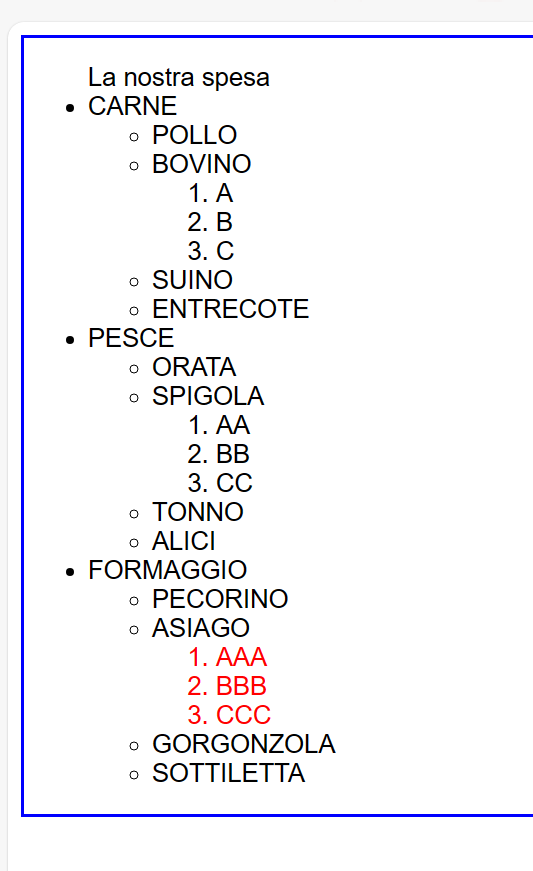 La nostra spesa
CARNE
POLLO
BOVINO
1. A
2. B
3. C
SUINO
ENTRECOTE
PESCE
ORATA
SPIGOLA
1. AA
2. BB
3. CC
TONNO
ALICI
FORMAGGIO
PECORINO
ASIAGO
1. AAA
2. BBB
3. CCC
GORGONZOLA
SOTTILETTA